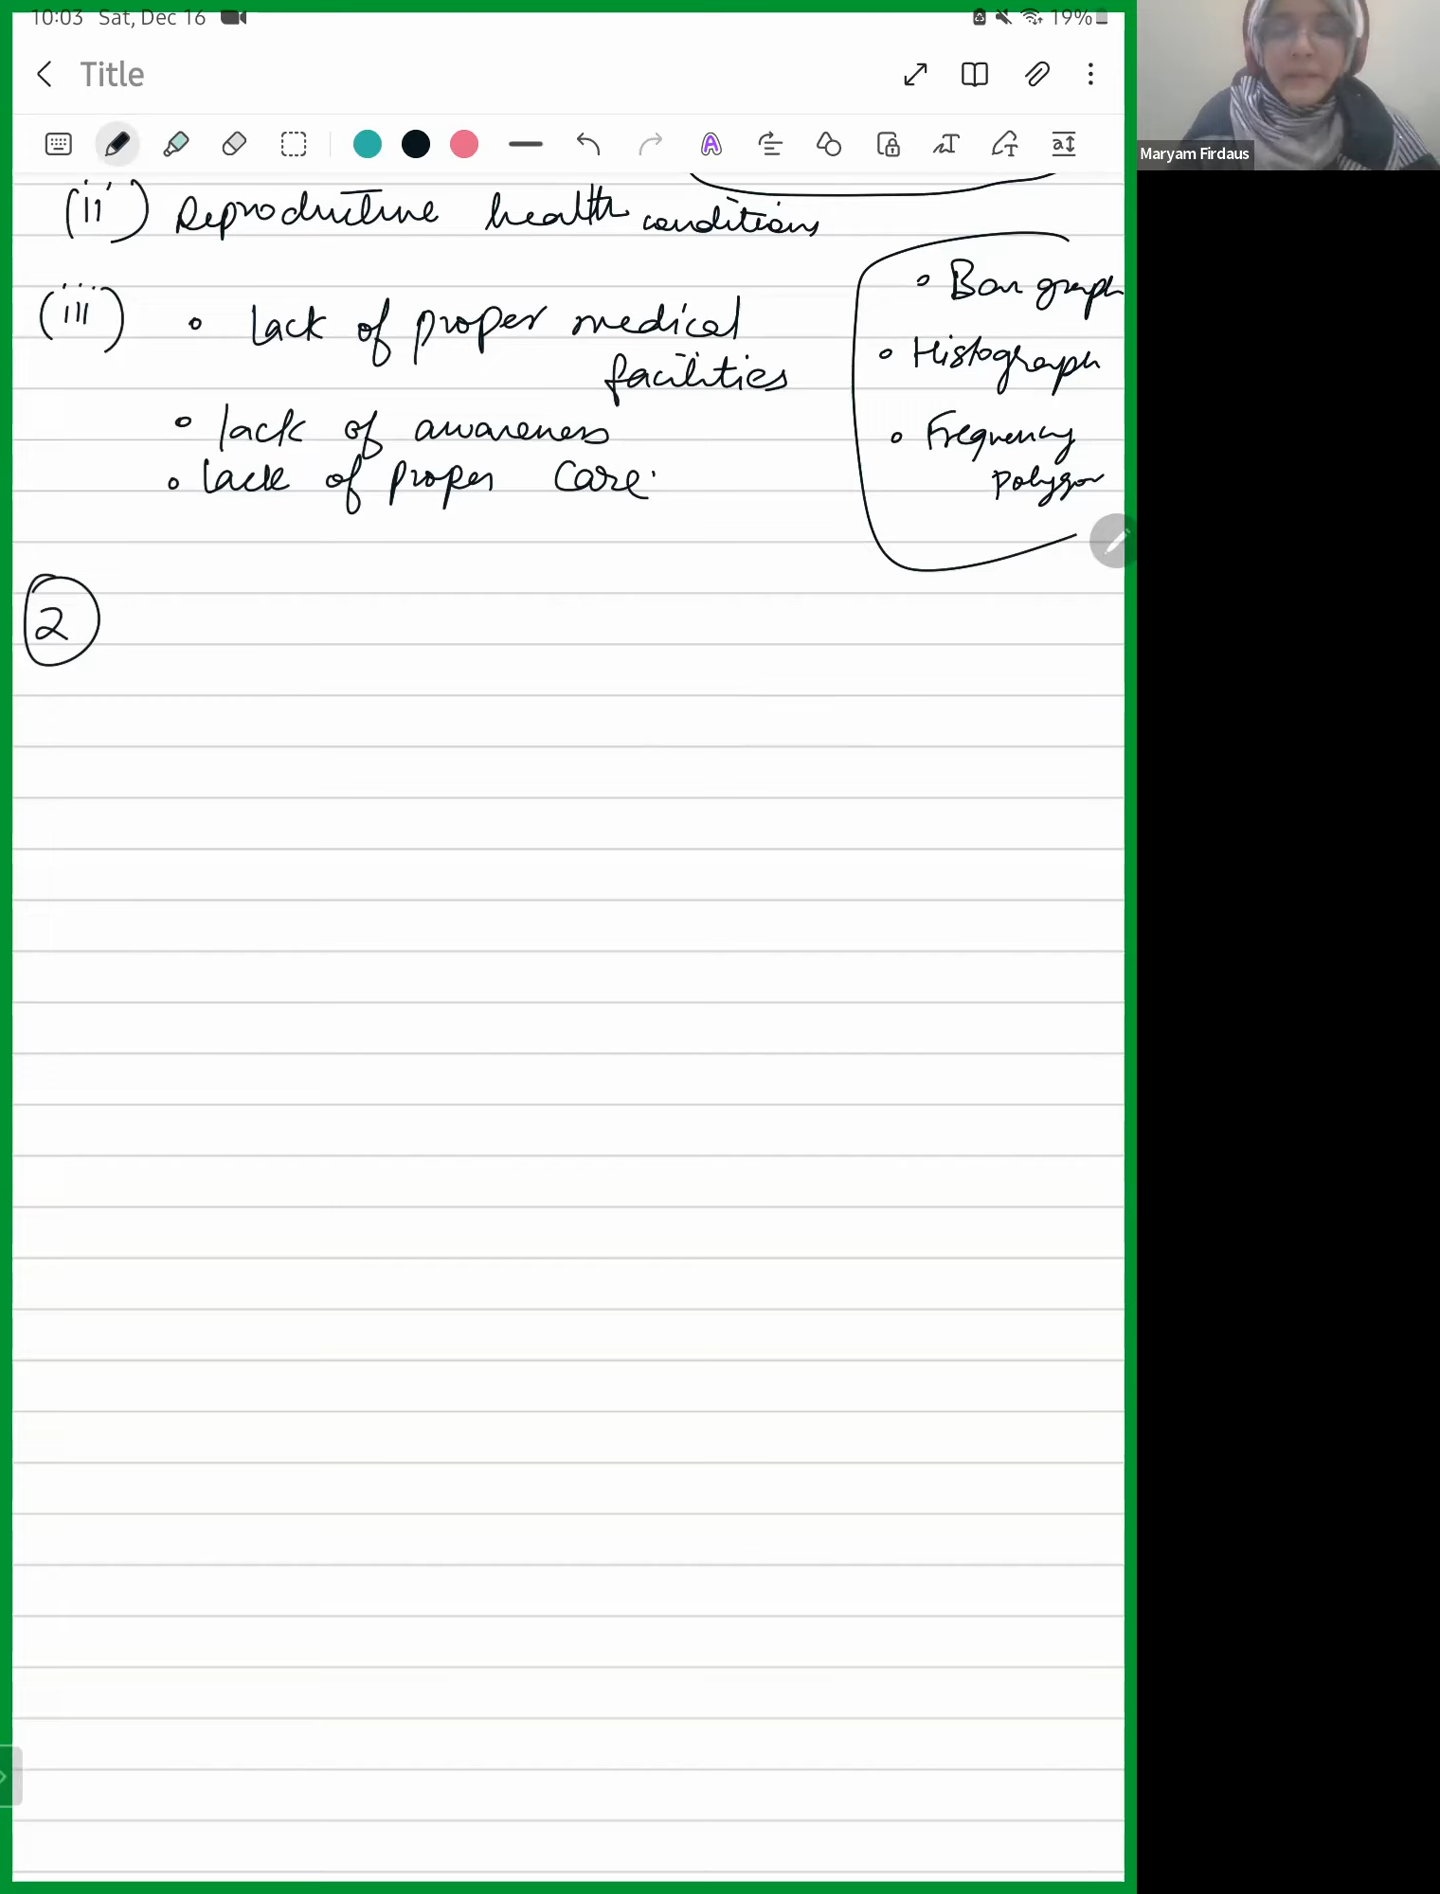 10:03 Sat, Dec 16
19%
Title
Maryam Firdaus
(ii) Reproductive health conditions
(iii) • Lack of proper medical
facilities
• lack of awareness
• lack of proper care.
• Bar graph
• Histograph
• Frequency
polygon
2